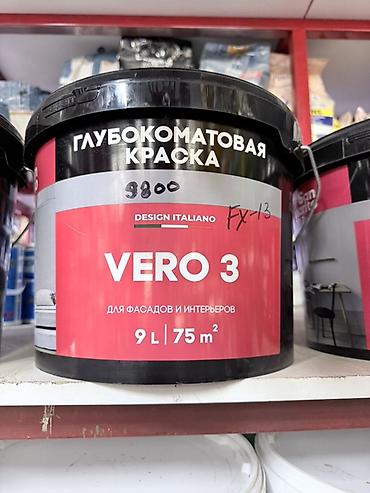 ГЛУБОКОМАТОВАЯ
КРАСКА
9800
DESIGN ITALIANO
FX-13
VERO 3
ДЛЯ ФАСАДОВ И ИНТЕРЬЕРОВ
9 L | 75 m²